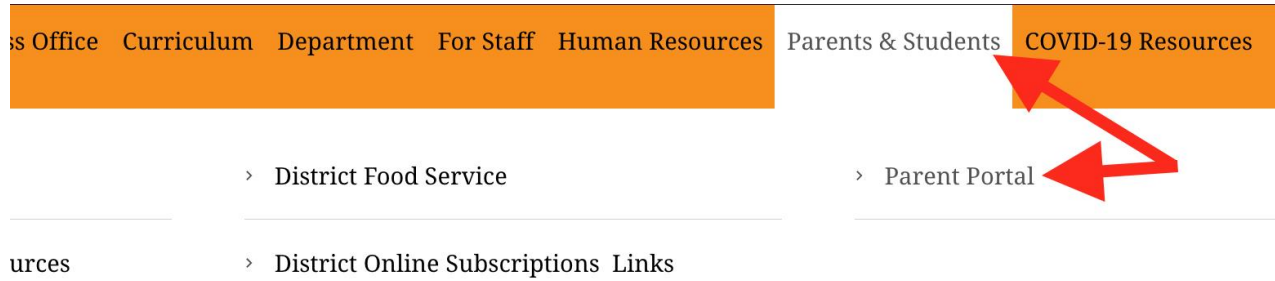 ss Office Curriculum Department For Staff Human Resources Parents & Students COVID-19 Resources
> District Food Service > Parent Portal
urces > District Online Subscriptions Links